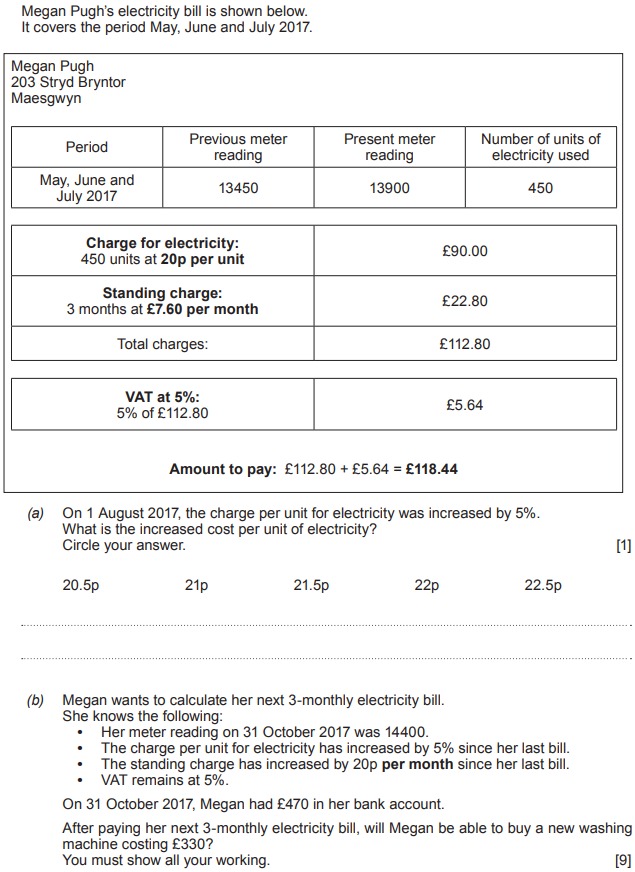 Megan Pugh's electricity bill is shown below.
It covers the period May, June and July 2017.
Megan Pugh
203 Stryd Bryntor
Maesgwyn
Period
Previous meter
reading
Present meter
reading
Number of units of
electricity used
May, June and
July 2017
13450
13900
450
Charge for electricity:
450 units at 20p per unit
£90.00
Standing charge:
3 months at £7.60 per month
£22.80
Total charges:
£112.80
VAT at 5%:
5% of £112.80
£5.64
Amount to pay: £112.80 + £5.64 = £118.44
(a) On 1 August 2017, the charge per unit for electricity was increased by 5%.
What is the increased cost per unit of electricity?
Circle your answer. [1]
20.5p 21p 21.5p 22p 22.5p
(b) Megan wants to calculate her next 3-monthly electricity bill.
She knows the following:
• Her meter reading on 31 October 2017 was 14400.
• The charge per unit for electricity has increased by 5% since her last bill.
• The standing charge has increased by 20p per month since her last bill.
• VAT remains at 5%.
On 31 October 2017, Megan had £470 in her bank account.
After paying her next 3-monthly electricity bill, will Megan be able to buy a new washing
machine costing £330?
You must show all your working. [9]